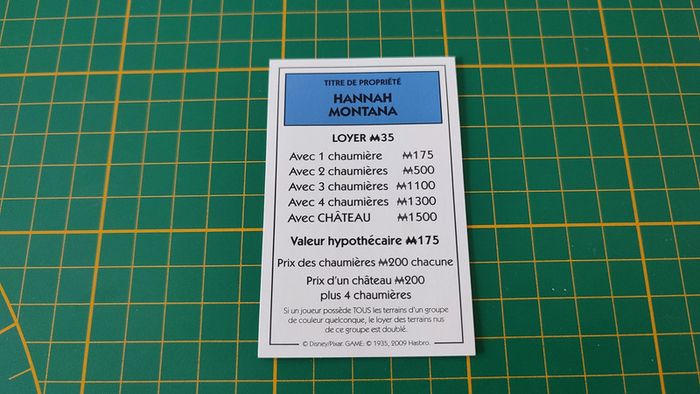 TITRE DE PROPRIÉTÉ
HANNAH
MONTANA
LOYER ₩35
Avec 1 chaumière ₩175
Avec 2 chaumières ₩500
Avec 3 chaumières ₩1100
Avec 4 chaumières ₩1300
Avec CHÂTEAU ₩1500
Valeur hypothécaire ₩175
Prix des chaumières ₩200 chacune
Prix d'un château ₩200
plus 4 chaumières
Si un joueur possède TOUS les terrains d'un groupe
de couleur quelconque, le loyer des terrains nus
de ce groupe est doublé.
© Disney/Pixar. GAME: © 1935, 2009 Hasbro.